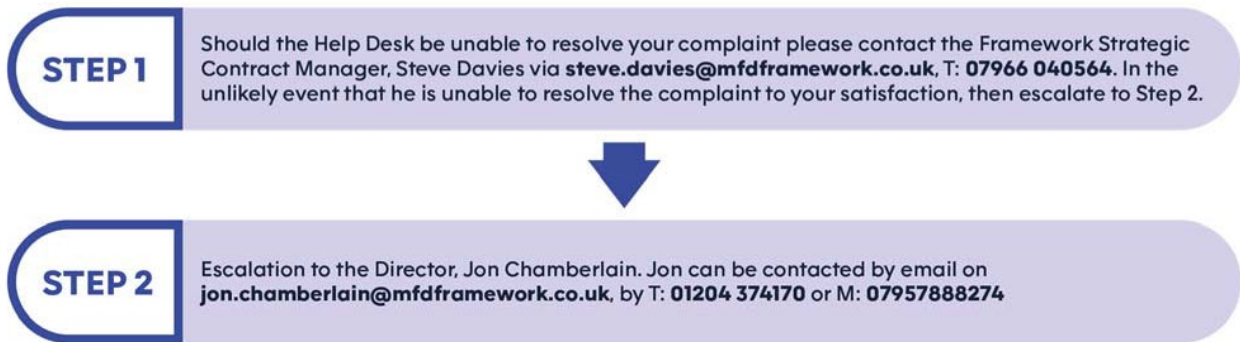 STEP 1
Should the Help Desk be unable to resolve your complaint please contact the Framework Strategic
Contract Manager, Steve Davies via steve.davies@mfdframework.co.uk, T: 07966 040564. In the
unlikely event that he is unable to resolve the complaint to your satisfaction, then escalate to Step 2.
STEP 2
Escalation to the Director, Jon Chamberlain. Jon can be contacted by email on
jon.chamberlain@mfdframework.co.uk, by T: 01204 374170 or M: 07957888274